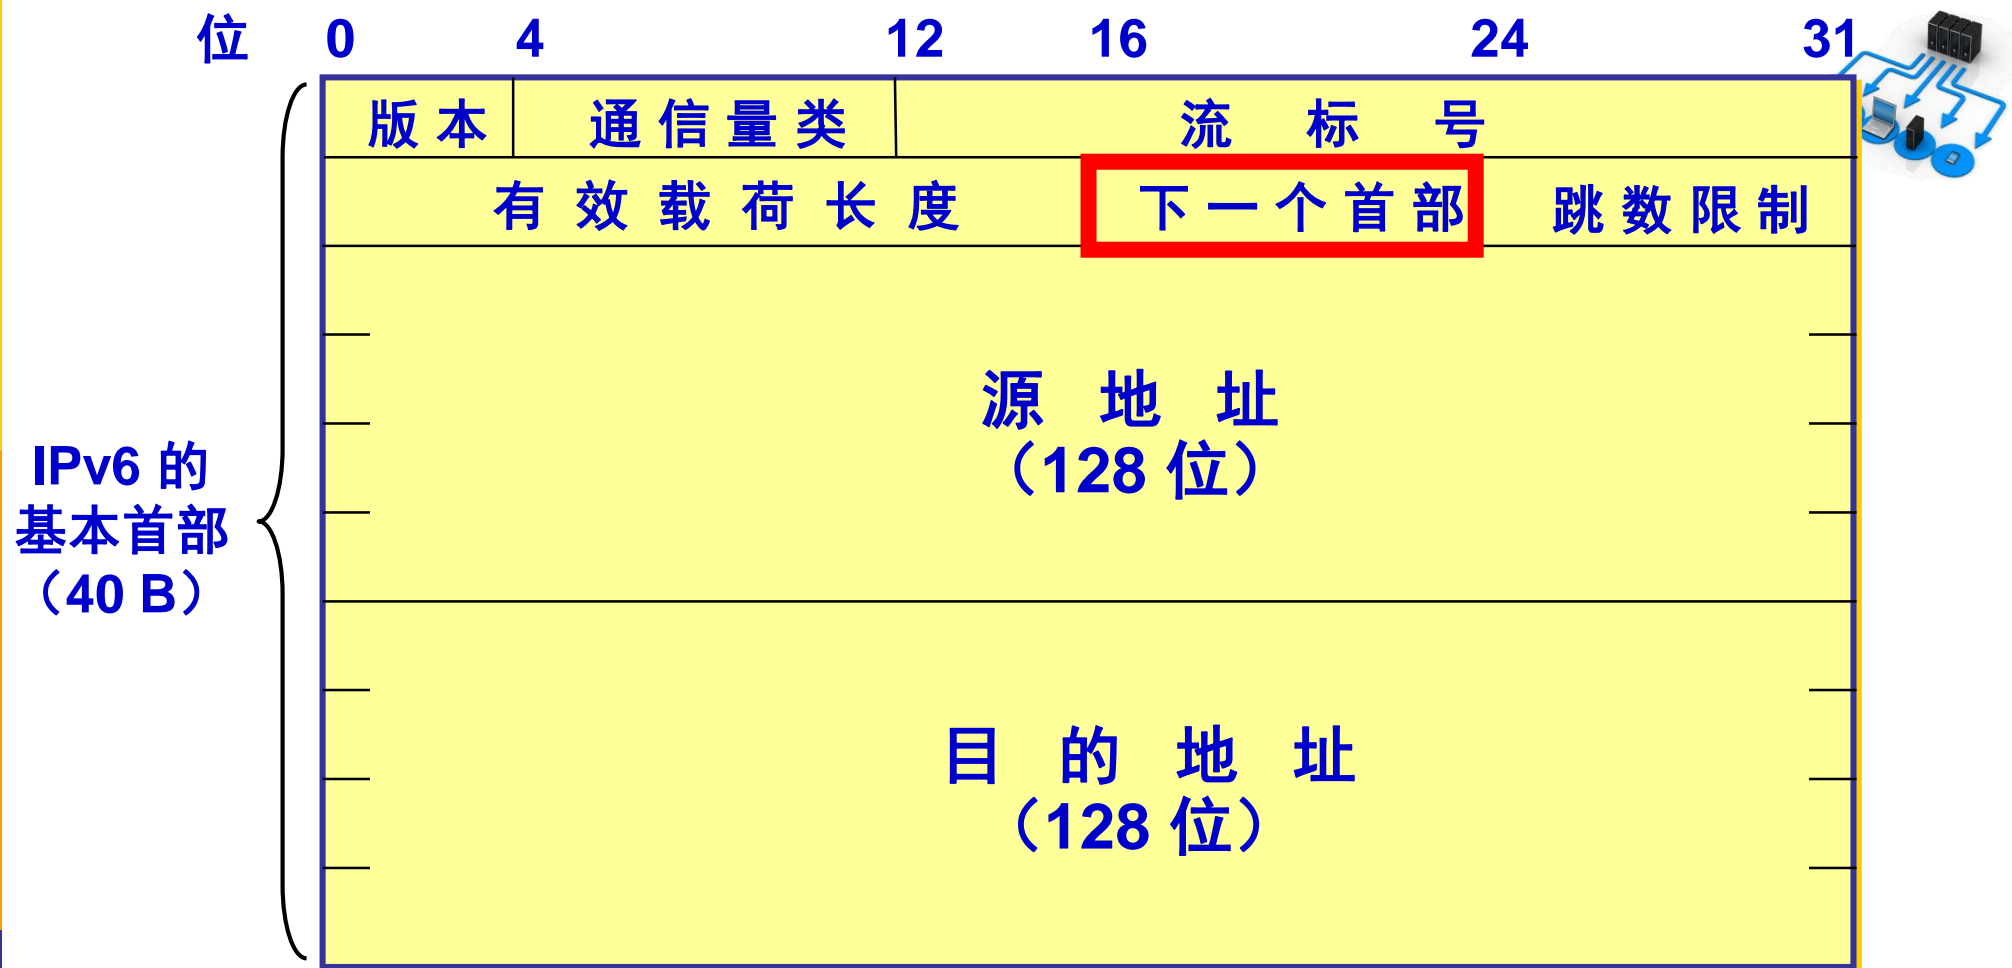 位 0 4 12 16 24 31
版本 通信量类 流标号
有效载荷长度 下一个首部 跳数限制
源地址
（128 位）
IPv6 的
基本首部
（40 B）
目的地址
（128 位）